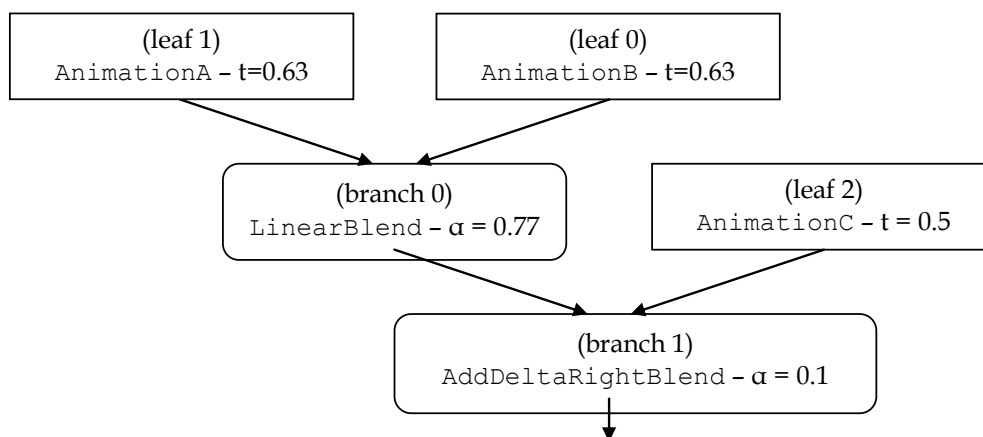 (leaf 1)
AnimationA – t=0.63
(leaf 0)
AnimationB – t=0.63
(branch 0)
LinearBlend – α = 0.77
(leaf 2)
AnimationC – t = 0.5
(branch 1)
AddDeltaRightBlend – α = 0.1